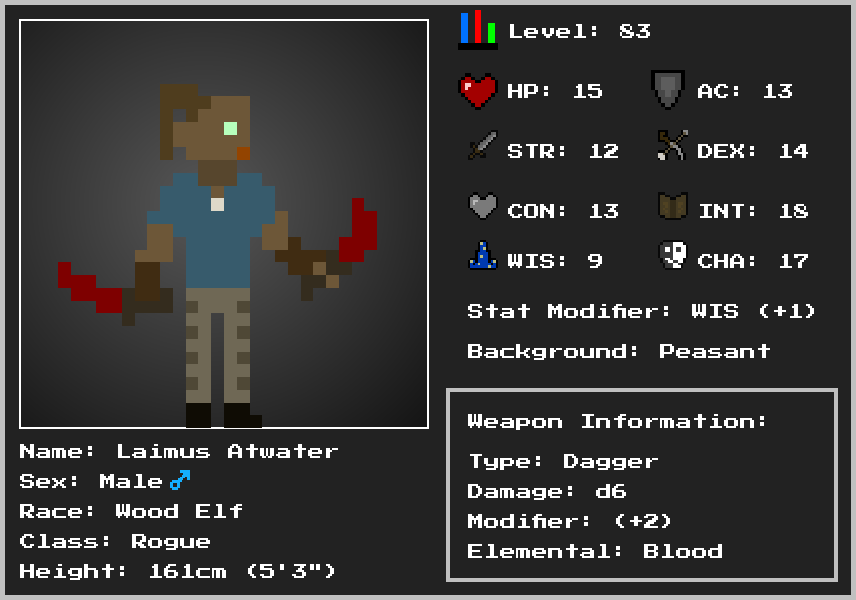 Level: 83
HP: 15 AC: 13
STR: 12 DEX: 14
CON: 13 INT: 18
WIS: 9 CHA: 17
Stat Modifier: WIS (+1)
Background: Peasant
Weapon Information:
Type: Dagger
Damage: d6
Modifier: (+2)
Elemental: Blood
Name: Laimus Atwater
Sex: Male♂
Race: Wood Elf
Class: Rogue
Height: 161cm (5'3")